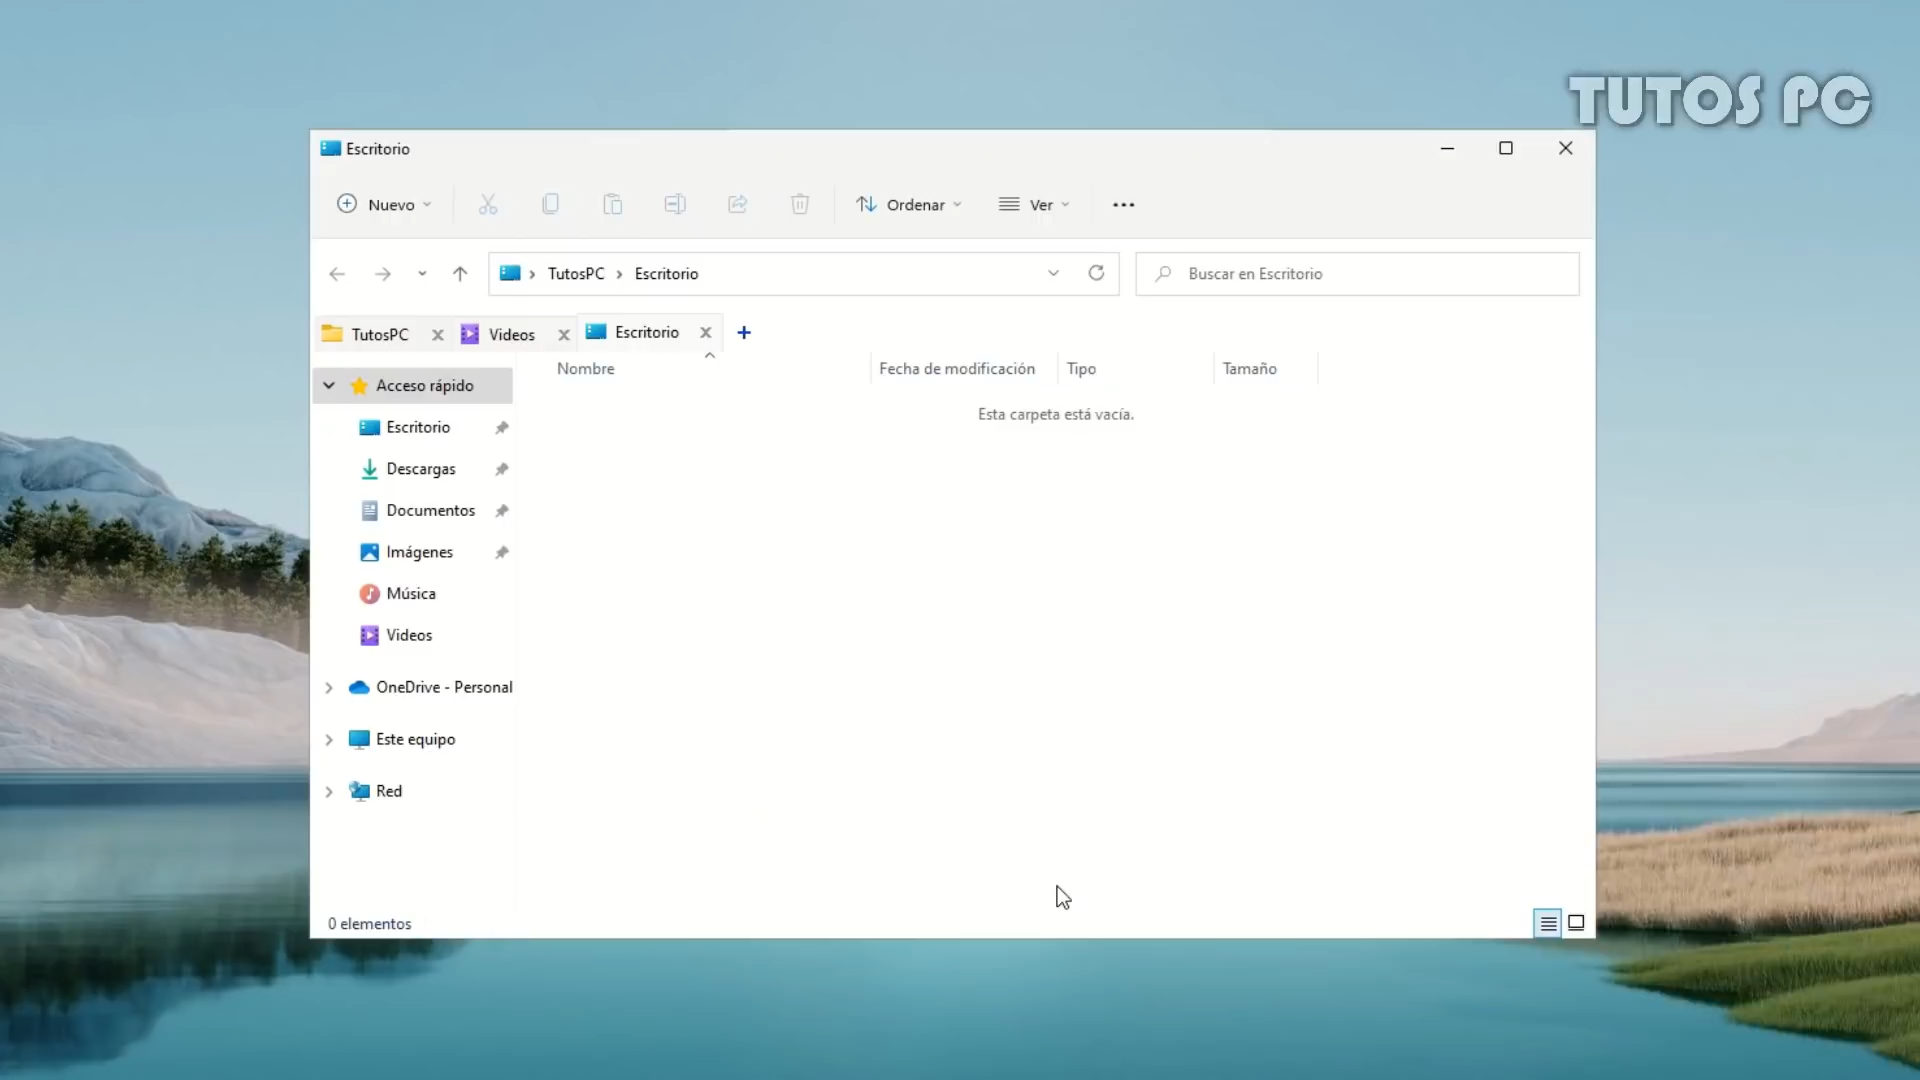 TUTOS PC
Escritorio
Nuevo
Ordenar
Ver
TutosPC
Escritorio
Buscar en Escritorio
TutosPC
Videos
Escritorio
Nombre
Fecha de modificación
Tipo
Tamaño
Acceso rápido
Esta carpeta está vacía.
Escritorio
Descargas
Documentos
Imágenes
Música
Videos
OneDrive - Personal
Este equipo
Red
0 elementos